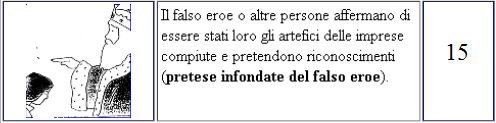 Il falso eroe o altre persone affermano di
essere stati loro gli artefici delle imprese
compiute e pretendono riconoscimenti
(pretese infondate del falso eroe).
15